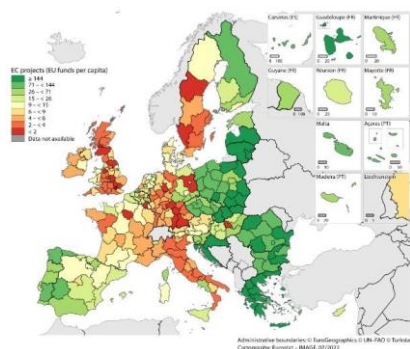 EC projects (EU funds per capita)
≥ 144
71 – < 144
26 – < 71
15 – < 26
9 – < 15
6 – < 9
4 – < 6
2 – < 4
< 2
Data not available
Canarias (ES)
Guadeloupe (FR)
Martinique (FR)
Guyane (FR)
Réunion (FR)
Mayotte (FR)
Malta
Açores (PT)
Madeira (PT)
Liechtenstein
Administrative boundaries: © EuroGeographics © UN–FAO © Turkstat
Cartography: Eurostat – IMAGE, 07/2022